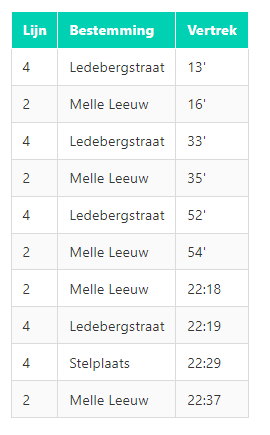 Lijn Bestemming Vertrek
4 Ledebergstraat 13'
2 Melle Leeuw 16'
4 Ledebergstraat 33'
2 Melle Leeuw 35'
4 Ledebergstraat 52'
2 Melle Leeuw 54'
2 Melle Leeuw 22:18
4 Ledebergstraat 22:19
4 Stelplaats 22:29
2 Melle Leeuw 22:37